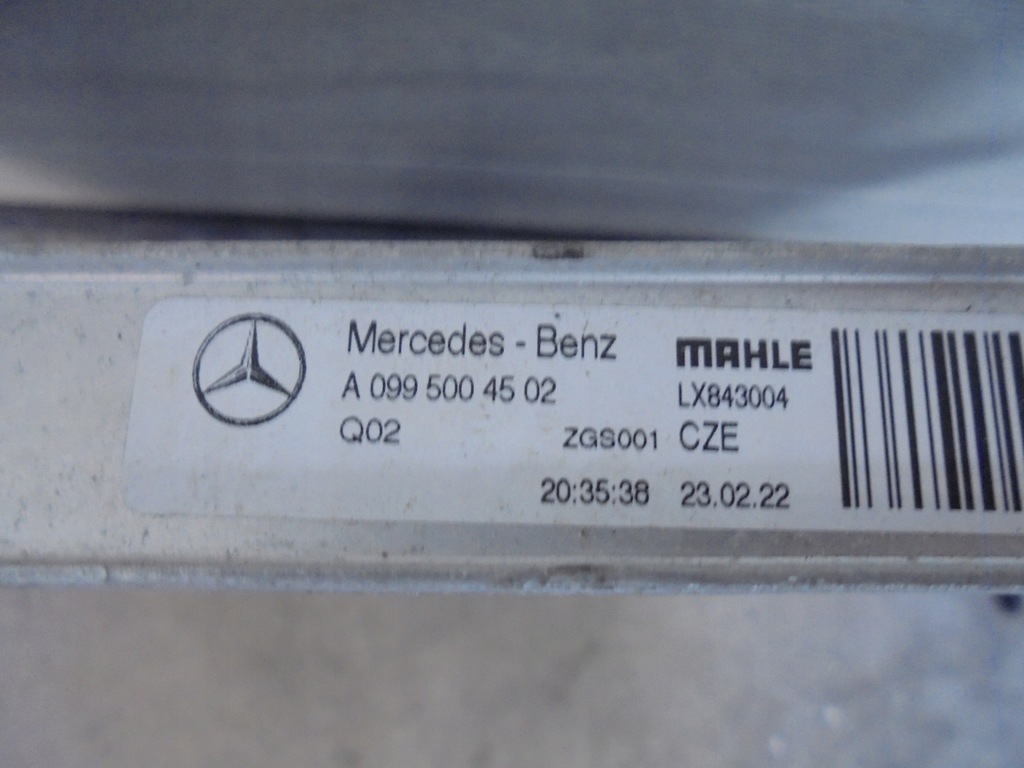 Mercedes - Benz
A 099 500 45 02
Q02
ZGS001
20:35:38
MAHLE
LX843004
CZE
23.02.22